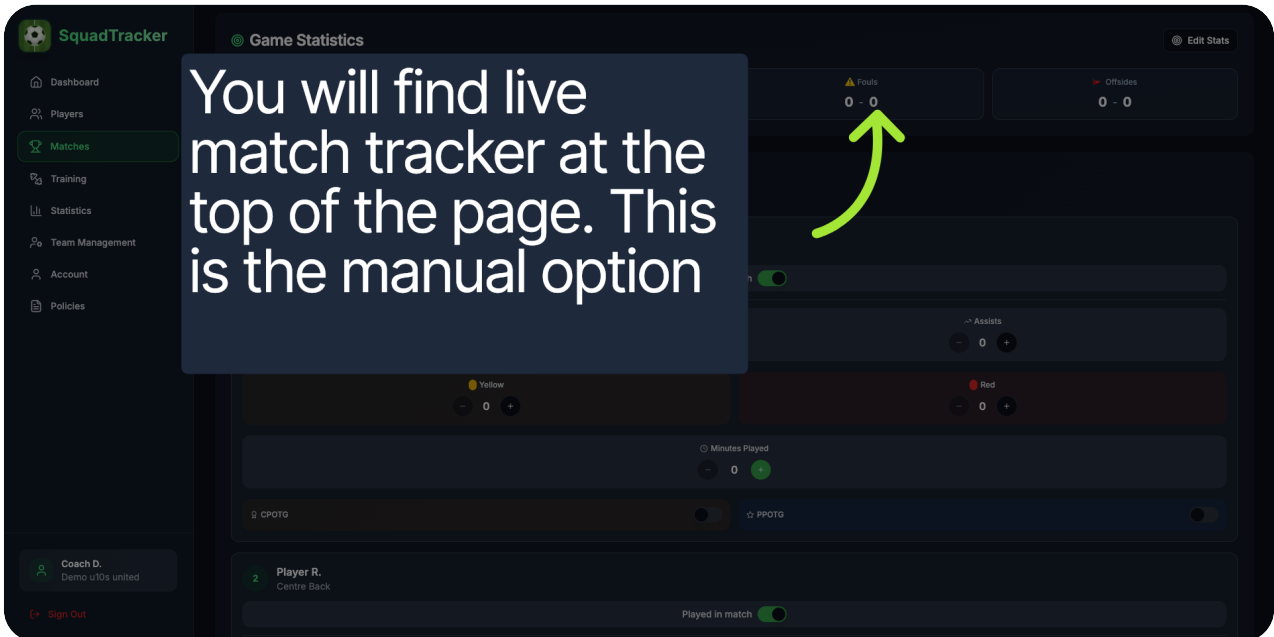 SquadTracker
Dashboard
Players
Matches
Training
Statistics
Team Management
Account
Policies
Coach D.
Demo u10s united
Sign Out
Game Statistics
Edit Stats
You will find live
match tracker at the
top of the page. This
is the manual option
Fouls
0 - 0
Offsides
0 - 0
Assists
− 0 +
Yellow
− 0 +
Red
− 0 +
Minutes Played
− 0 +
CPOTG
PPOTG
2
Player R.
Centre Back
Played in match